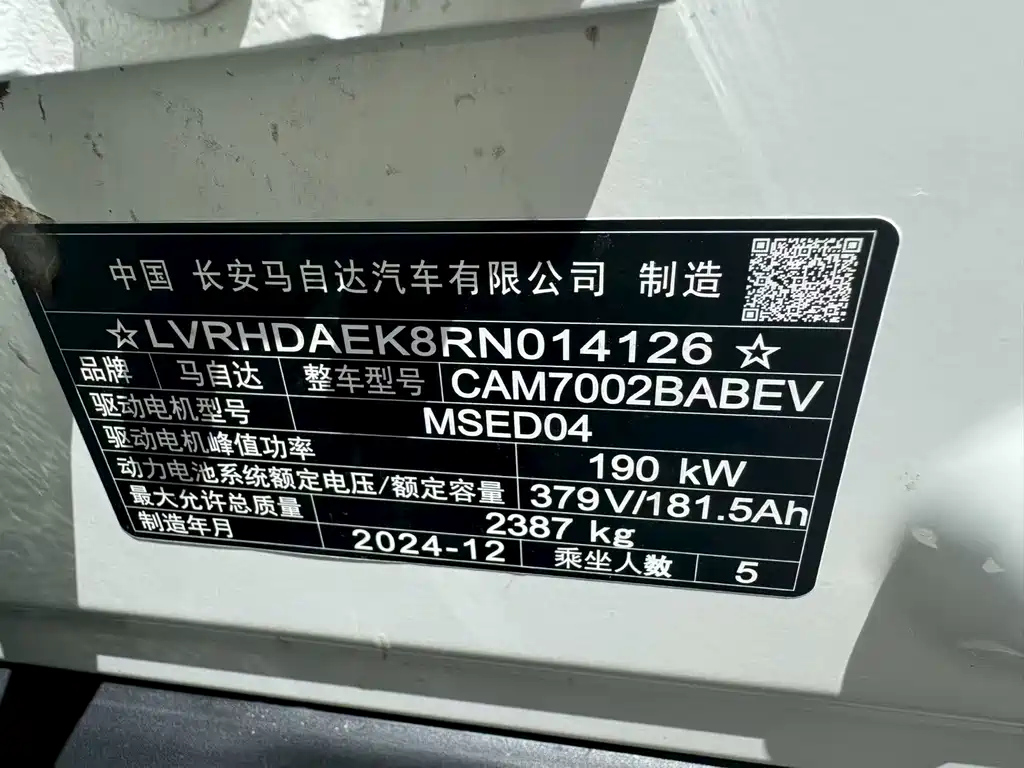 中国 长安马自达汽车有限公司 制造
☆LVRHDAEK8RN014126☆
品牌 马自达 整车型号 CAM7002BABEV
驱动电机型号 MSED04
驱动电机峰值功率 190 kW
动力电池系统额定电压/额定容量 379V/181.5Ah
最大允许总质量 2387 kg
制造年月 2024-12 乘坐人数 5